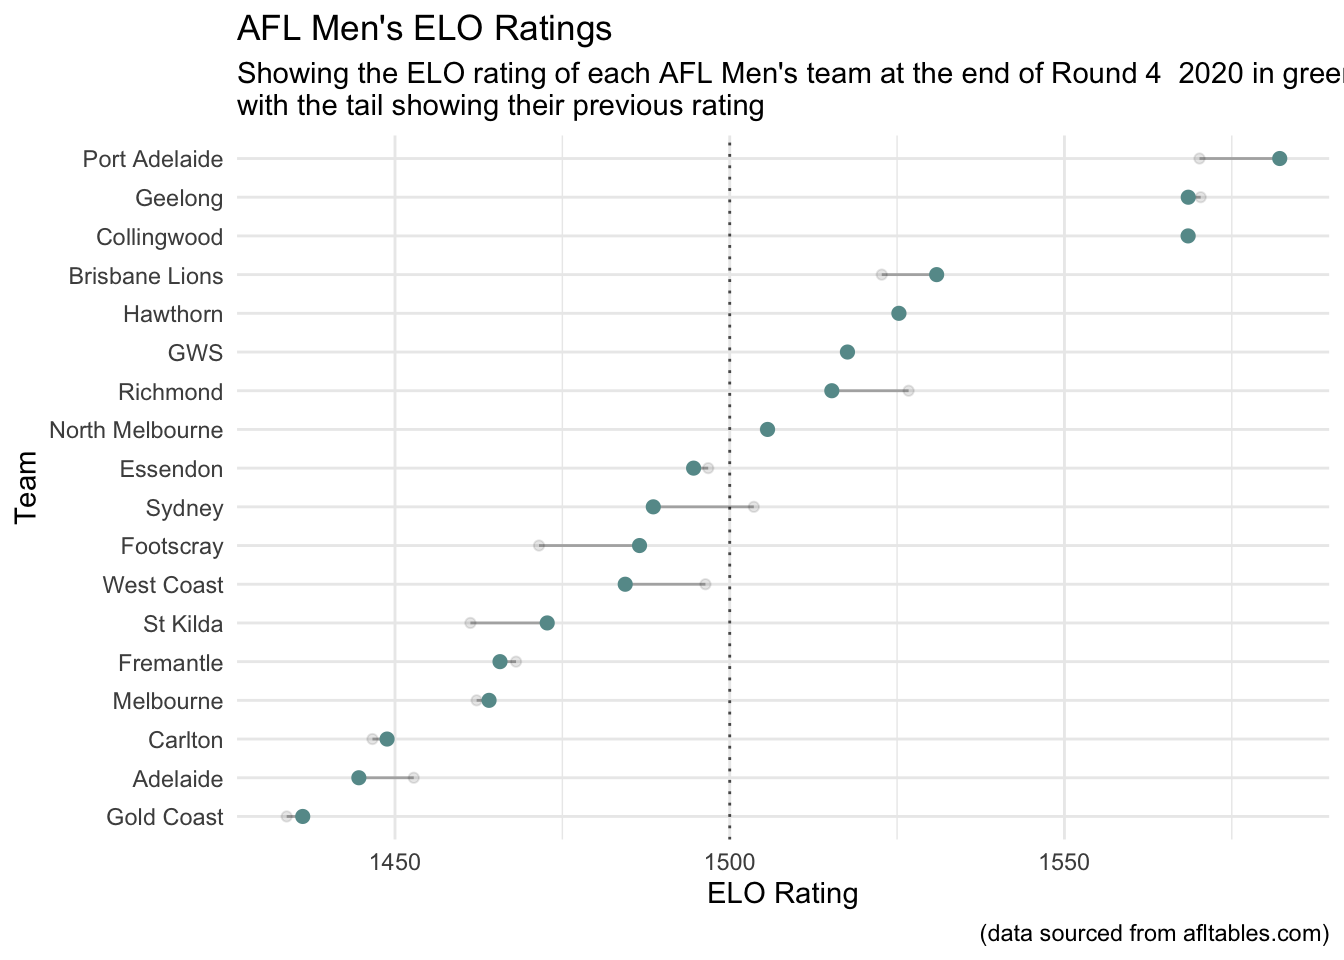 AFL Men's ELO Ratings
Showing the ELO rating of each AFL Men's team at the end of Round 4  2020 in
with the tail showing their previous rating
Port Adelaide
Geelong
Collingwood
Brisbane Lions
Hawthorn
GWS
Richmond
North Melbourne
Essendon
Sydney
Footscray
West Coast
St Kilda
Fremantle
Melbourne
Carlton
Adelaide
Gold Coast
Team
1450
1500
1550
ELO Rating
(data sourced from afltables.com)